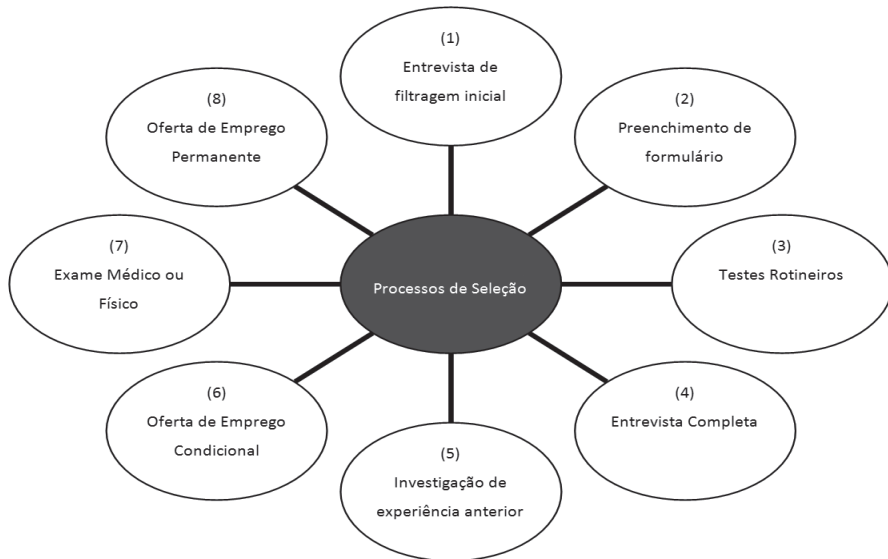 (1)
Entrevista de
filtragem inicial
(2)
Preenchimento de
formulário
(3)
Testes Rotineiros
(4)
Entrevista Completa
(5)
Investigação de
experiência anterior
(6)
Oferta de Emprego
Condicional
(7)
Exame Médico ou
Físico
(8)
Oferta de Emprego
Permanente
Processos de Seleção